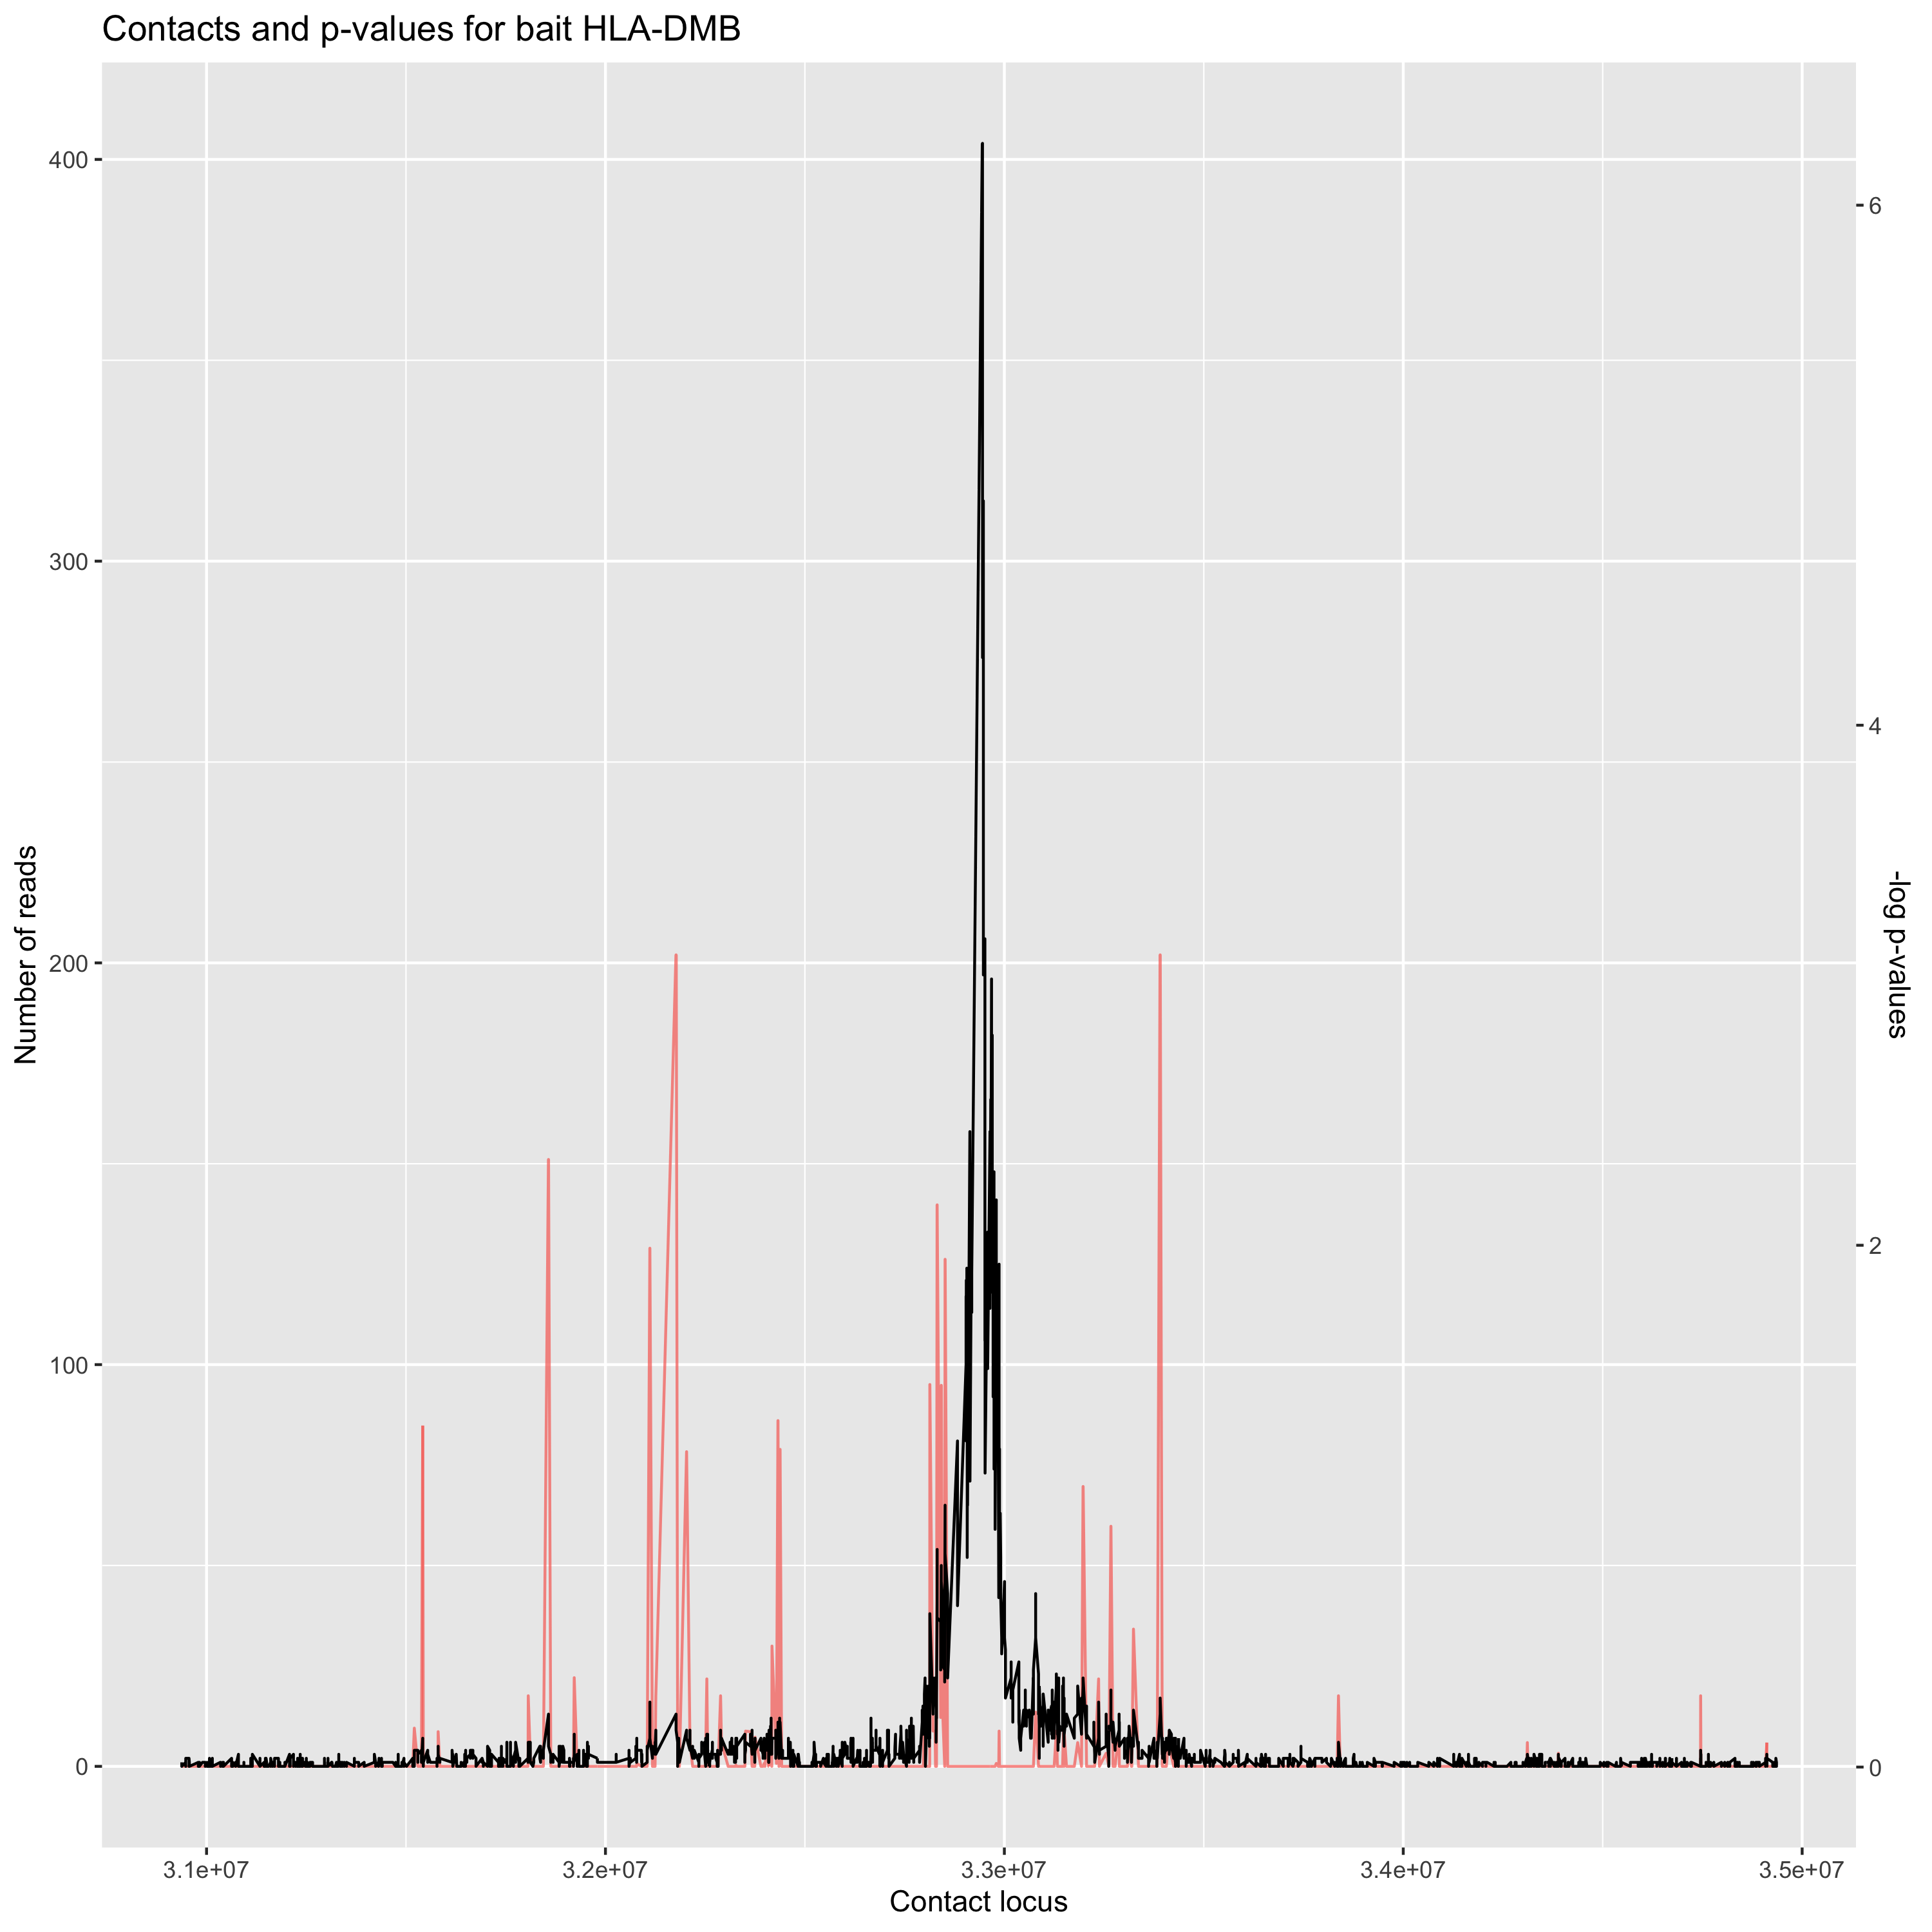 Contacts and p-values for bait HLA-DMB
400
300
200
100
0
Number of reads
6
4
2
0
-log p-values
3.1e+07
3.2e+07
3.3e+07
3.4e+07
3.5e+07
Contact locus